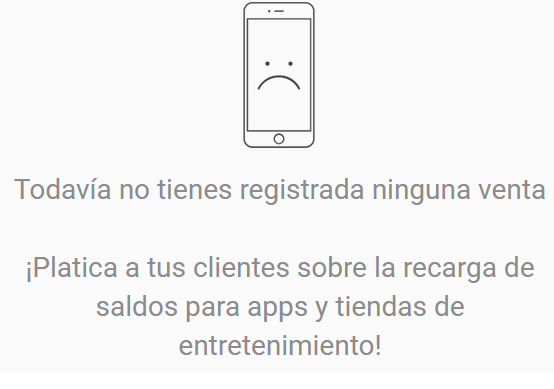 Todavía no tienes registrada ninguna venta
¡Platica a tus clientes sobre la recarga de
saldos para apps y tiendas de
entretenimiento!